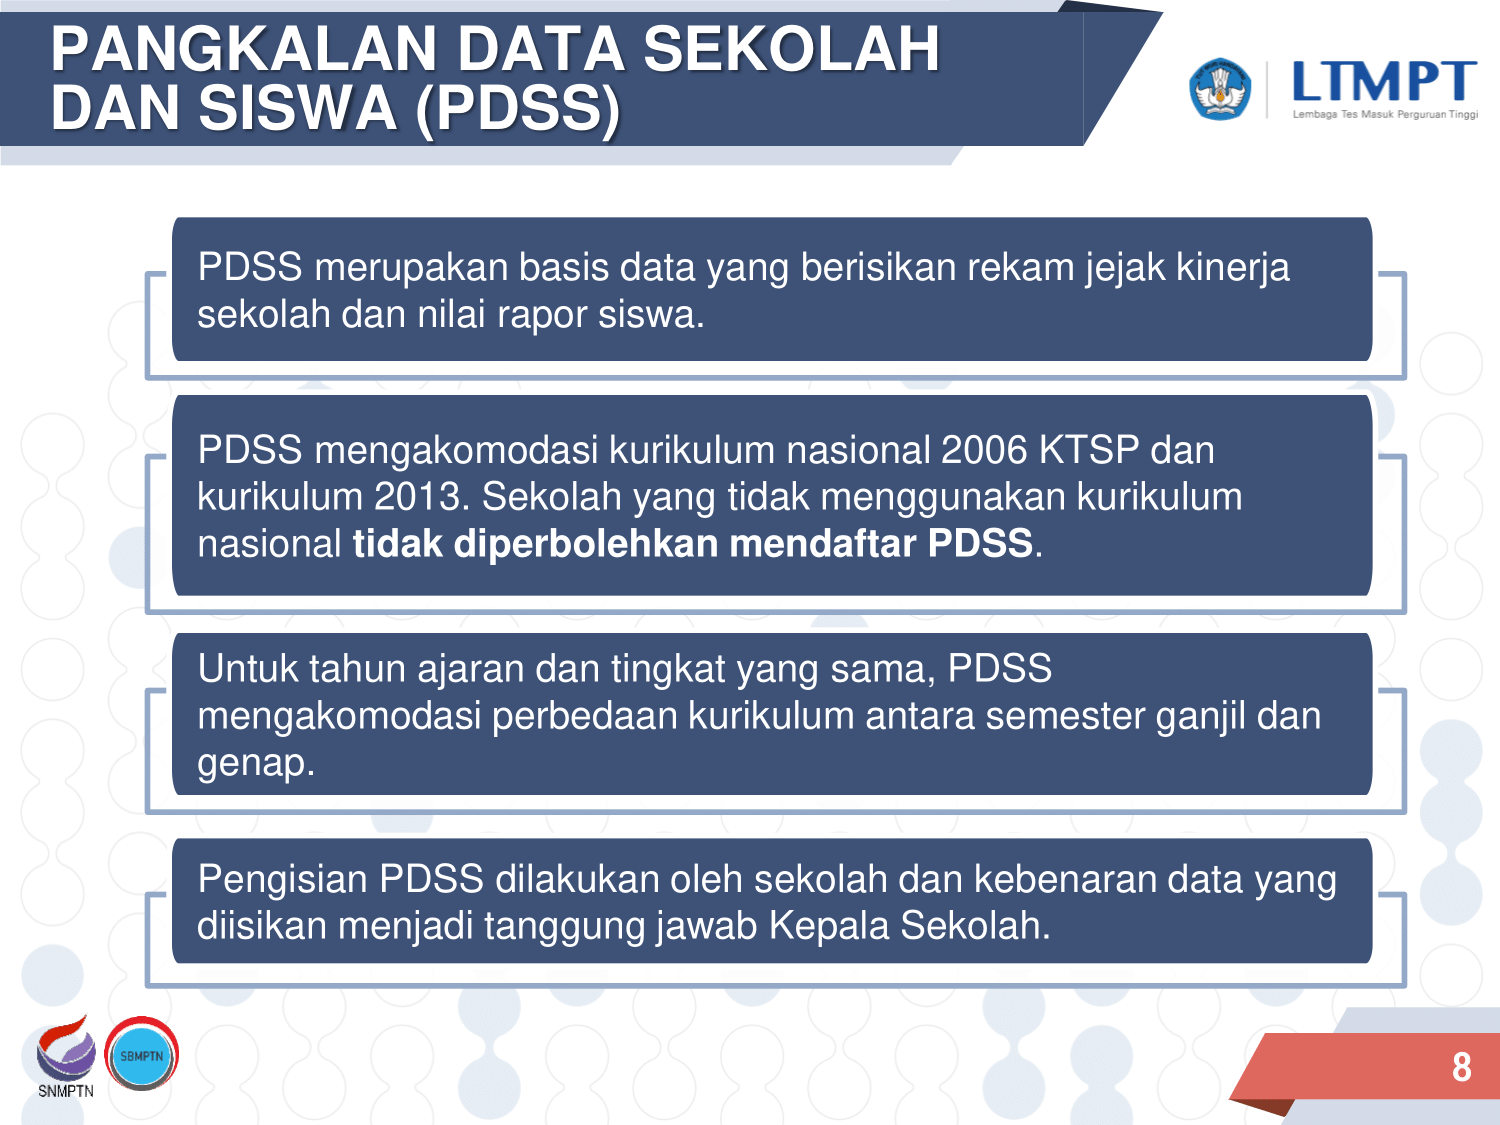 PANGKALAN DATA SEKOLAH
DAN SISWA (PDSS)
LTMPT
Lembaga Tes Masuk Perguruan Tinggi
PDSS merupakan basis data yang berisikan rekam jejak kinerja
sekolah dan nilai rapor siswa.
PDSS mengakomodasi kurikulum nasional 2006 KTSP dan
kurikulum 2013. Sekolah yang tidak menggunakan kurikulum
nasional tidak diperbolehkan mendaftar PDSS.
Untuk tahun ajaran dan tingkat yang sama, PDSS
mengakomodasi perbedaan kurikulum antara semester ganjil dan
genap.
Pengisian PDSS dilakukan oleh sekolah dan kebenaran data yang
diisikan menjadi tanggung jawab Kepala Sekolah.
SNMPTN
SBMPTN
8